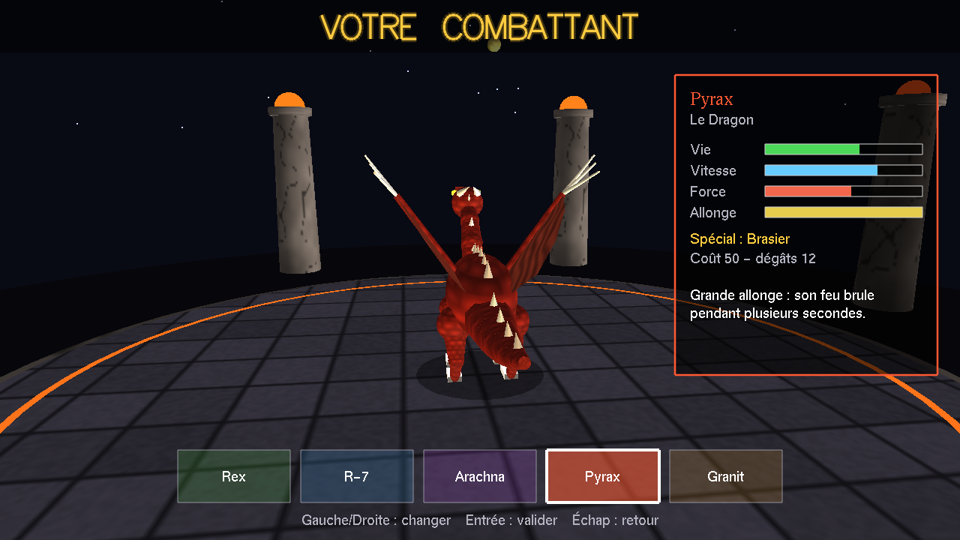 VOTRE COMBATTANT
Pyrax
Le Dragon
Vie
Vitesse
Force
Allonge
Spécial : Brasier
Coût 50 – dégâts 12
Grande allonge : son feu brule
pendant plusieurs secondes.
Rex
R-7
Arachna
Pyrax
Granit
Gauche/Droite : changer Entrée : valider Échap : retour